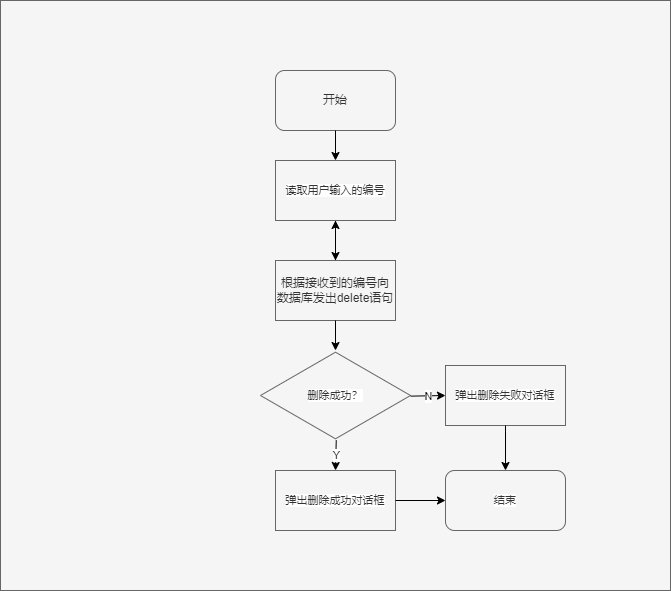 开始
读取用户输入的编号
根据接收到的编号向
数据库发出delete语句
删除成功?
N
弹出删除失败对话框
Y
弹出删除成功对话框
结束